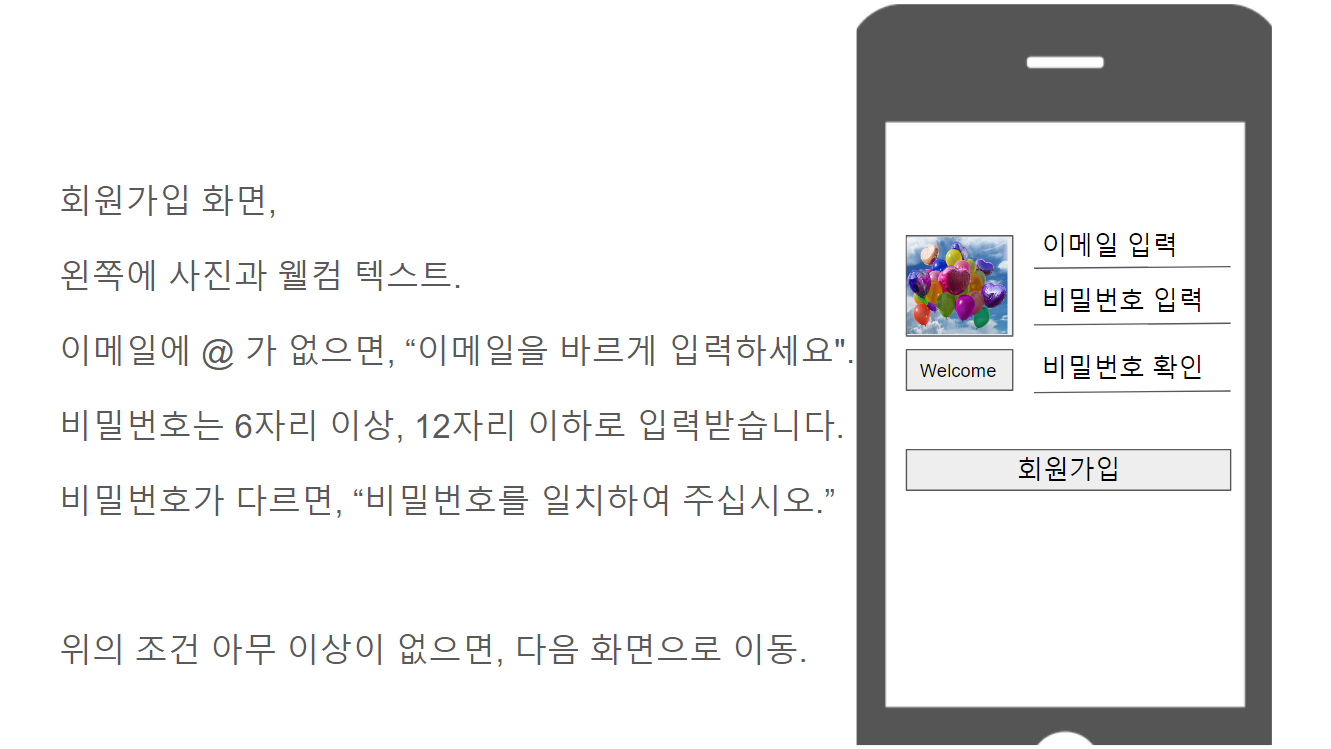 회원가입 화면,
왼쪽에 사진과 웰컴 텍스트.
이메일에 @ 가 없으면, “이메일을 바르게 입력하세요".
비밀번호는 6자리 이상, 12자리 이하로 입력받습니다.
비밀번호가 다르면, “비밀번호를 일치하여 주십시오.”
위의 조건 아무 이상이 없으면, 다음 화면으로 이동.
이메일 입력
비밀번호 입력
Welcome
비밀번호 확인
회원가입